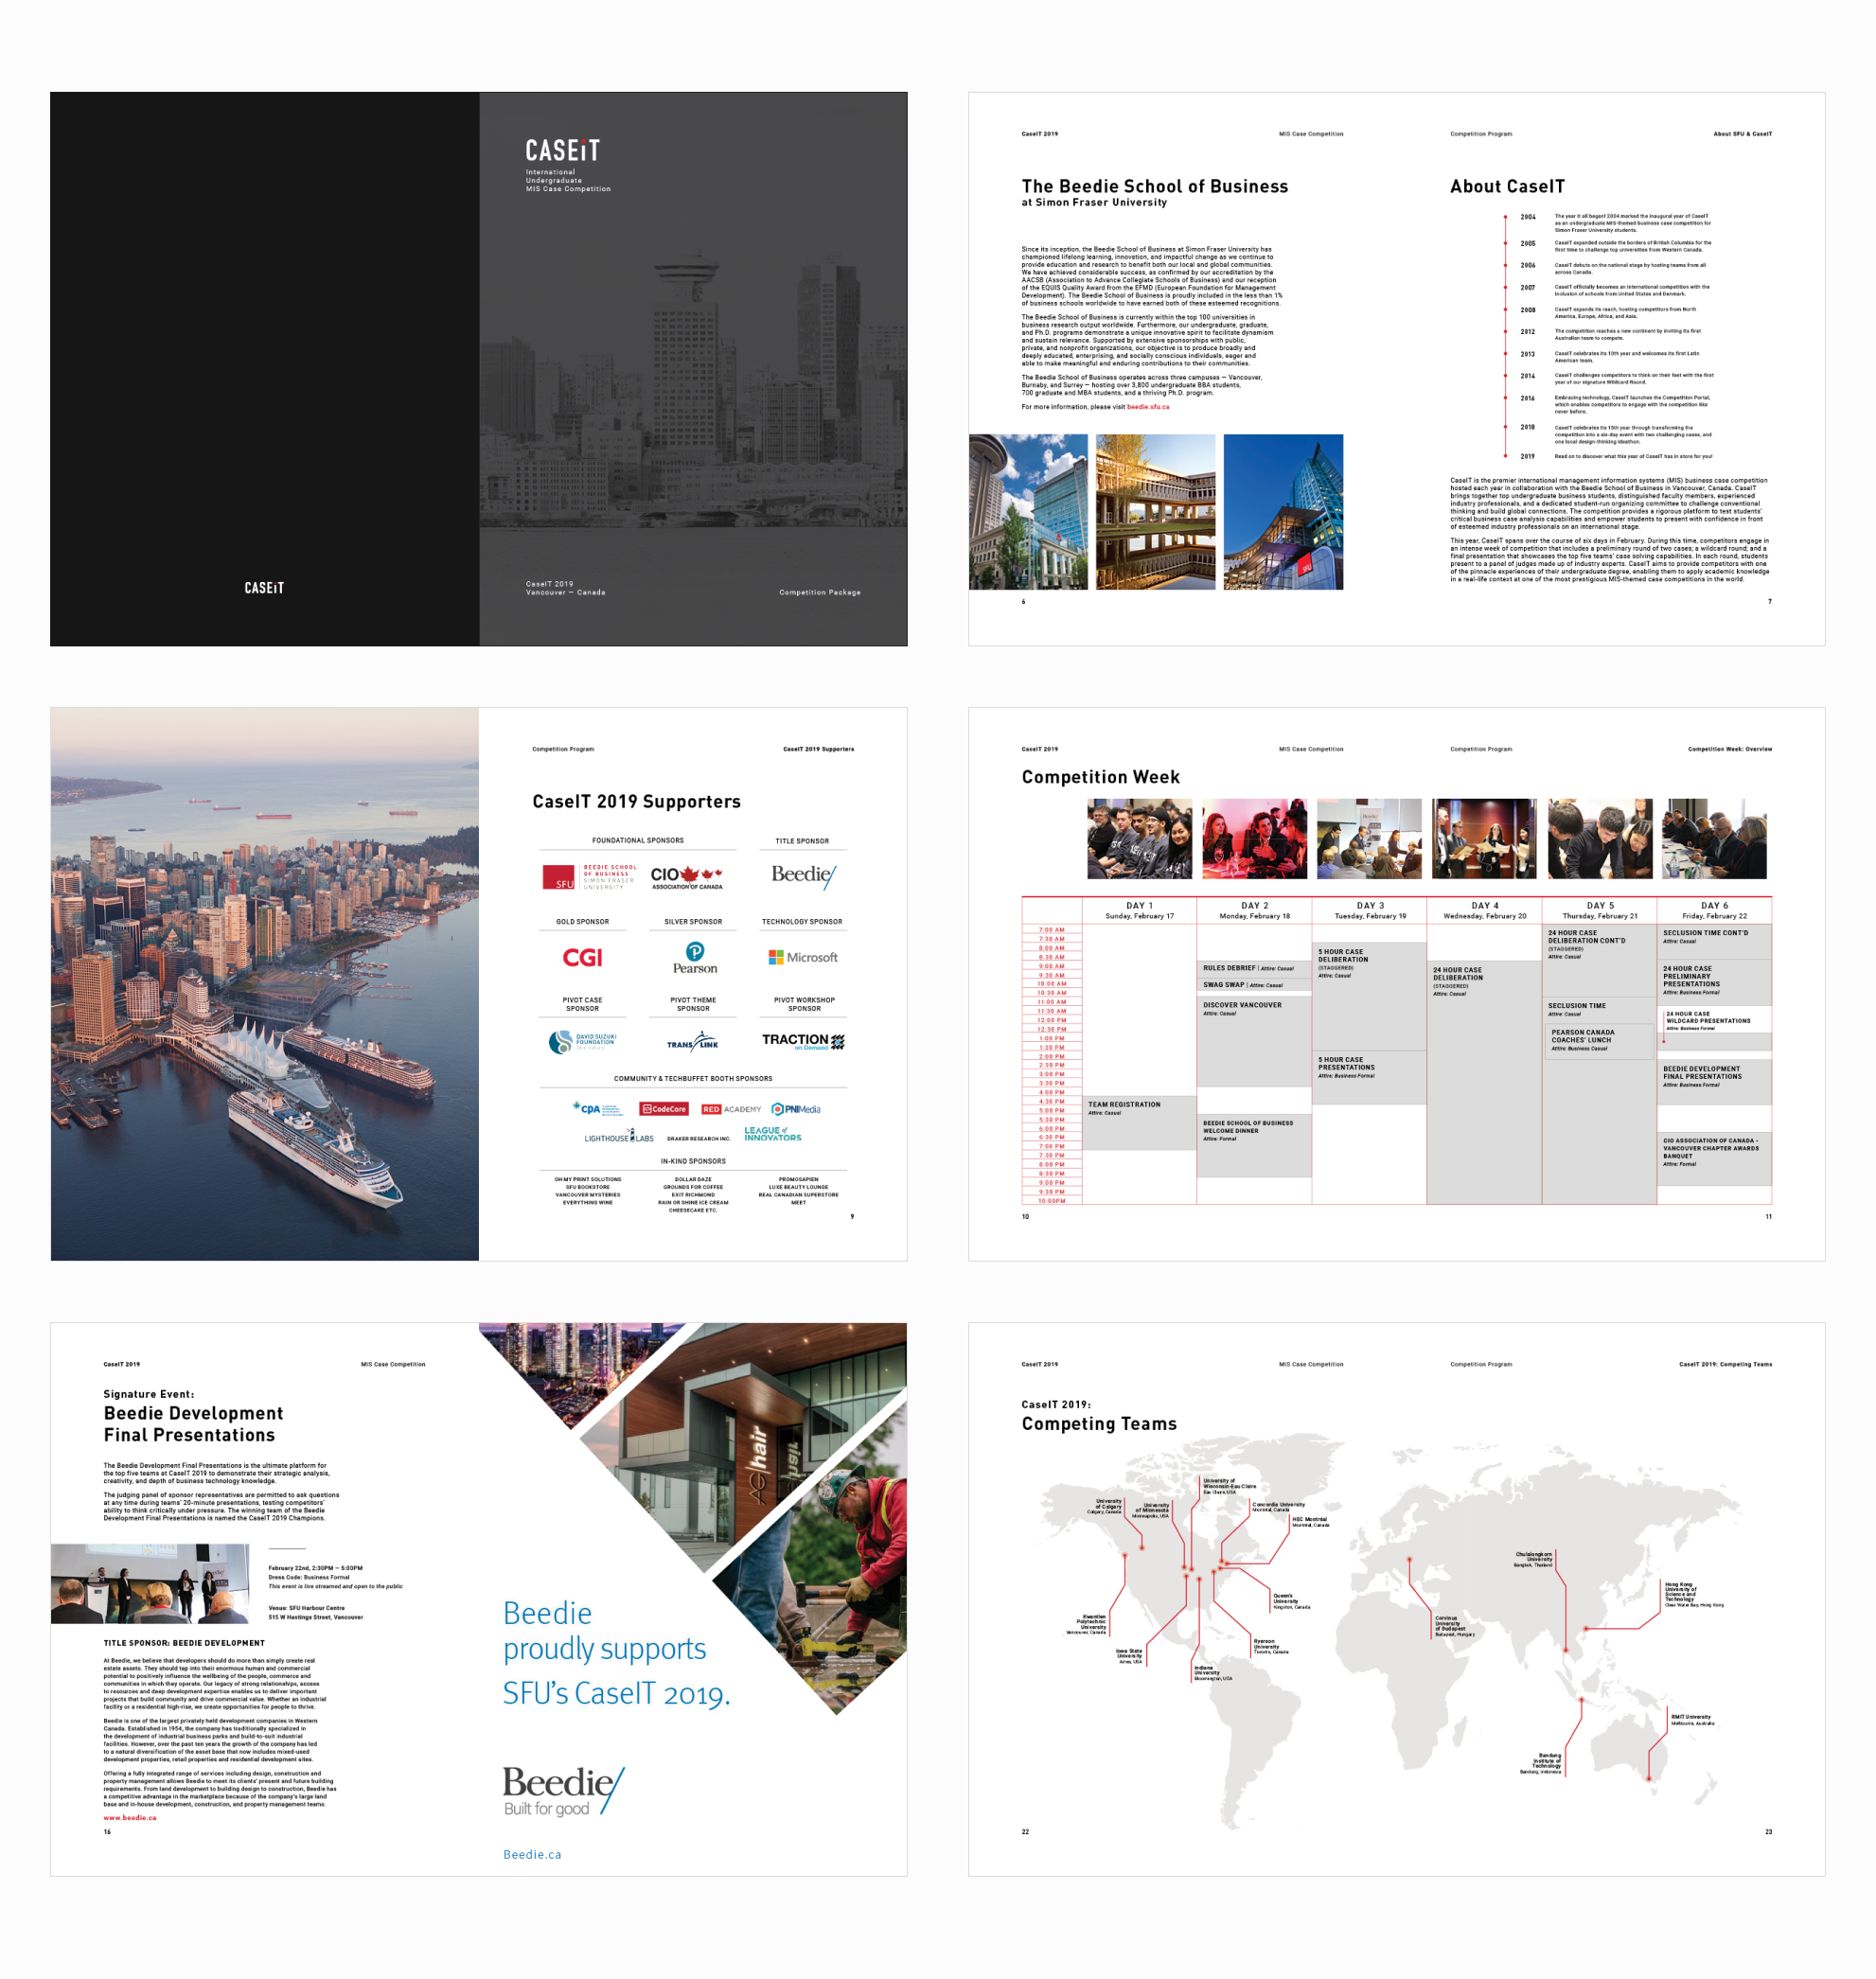 CASEiT
International
Undergraduate
MIS Case Competition
CASEiT
CaseIT 2019
Vancouver — Canada
Competition Package
CaseIT 2019
MIS Case Competition
The Beedie School of Business
at Simon Fraser University
Since its inception, the Beedie School of Business at Simon Fraser University has
championed lifelong learning, innovation, and impactful change as we continue to
provide education and research to benefit both our local and global communities.
We have achieved considerable success, as confirmed by our accreditation by the
AACSB (Association to Advance Collegiate Schools of Business) and our reception
of the EQUIS Quality Award from the EFMD (European Foundation for Management
Development). The Beedie School of Business is proudly included in the less than 1%
of business schools worldwide to have earned both of these esteemed recognitions.
The Beedie School of Business is currently within the top 100 universities in
business research output worldwide. Furthermore, our undergraduate, graduate,
and Ph.D. programs demonstrate a unique innovative spirit to facilitate dynamism
and sustain relevance. Supported by extensive sponsorships with public,
private, and nonprofit organizations, our objective is to produce broadly and
deeply educated, enterprising, and socially conscious individuals, eager and
able to make meaningful and enduring contributions to their communities.
The Beedie School of Business operates across three campuses — Vancouver,
Burnaby, and Surrey — hosting over 3,800 undergraduate BBA students,
700 graduate and MBA students, and a thriving Ph.D. program.
For more information, please visit beedie.sfu.ca
SFU
6
Competition Program
About SFU & CaseIT
About CaseIT
2004 The year it all began! 2004 marked the inaugural year of CaseIT
as an undergraduate MIS-themed business case competition for
Simon Fraser University students.
2005 CaseIT expanded outside the borders of British Columbia for the
first time to challenge top universities from Western Canada.
2006 CaseIT debuts on the national stage by hosting teams from all
across Canada.
2007 CaseIT officially becomes an international competition with the
inclusion of schools from United States and Denmark.
2008 CaseIT expands its reach, hosting competitors from North
America, Europe, Africa, and Asia.
2012 The competition reaches a new continent by inviting its first
Australian team to compete.
2013 CaseIT celebrates its 10th year and welcomes its first Latin
American team.
2014 CaseIT challenges competitors to think on their feet with the first
year of our signature Wildcard Round.
2016 Embracing technology, CaseIT launches the Competition Portal,
which enables competitors to engage with the competition like
never before.
2018 CaseIT celebrates its 15th year through transforming the
competition into a six-day event with two challenging cases, and
one local design-thinking ideathon.
2019 Read on to discover what this year of CaseIT has in store for you!
CaseIT is the premier international management information systems (MIS) business case competition
hosted each year in collaboration with the Beedie School of Business in Vancouver, Canada. CaseIT
brings together top undergraduate business students, distinguished faculty members, experienced
industry professionals, and a dedicated student-run organizing committee to challenge conventional
thinking and build global connections. The competition provides a rigorous platform to test students'
critical business case analysis capabilities and empower students to present with confidence in front
of esteemed industry professionals on an international stage.
This year, CaseIT spans over the course of six days in February. During this time, competitors engage in
an intense week of competition that includes a preliminary round of two cases; a wildcard round; and a
final presentation that showcases the top five teams' case solving capabilities. In each round, students
present to a panel of judges made up of industry experts. CaseIT aims to provide competitors with one
of the pinnacle experiences of their undergraduate degree, enabling them to apply academic knowledge
in a real-life context at one of the most prestigious MIS-themed case competitions in the world.
7
Competition Program
CaseIT 2019 Supporters
CaseIT 2019 Supporters
FOUNDATIONAL SPONSORS
TITLE SPONSOR
SFU
BEEDIE SCHOOL
OF BUSINESS
SIMON FRASER
UNIVERSITY
CIO
ASSOCIATION OF CANADA
Beedie/
GOLD SPONSOR
SILVER SPONSOR
TECHNOLOGY SPONSOR
CGI
Pearson
Microsoft
PIVOT CASE
SPONSOR
PIVOT THEME
SPONSOR
PIVOT WORKSHOP
SPONSOR
DAVID SUZUKI
FOUNDATION
TRANS LINK
TRACTION
on Demand
COMMUNITY & TECHBUFFET BOOTH SPONSORS
CPA
CodeCore
RED ACADEMY
PNIMedia
LIGHTHOUSE LABS
DRAKER RESEARCH INC.
LEAGUE of
INNOVATORS
IN-KIND SPONSORS
OH MY PRINT SOLUTIONS
SFU BOOKSTORE
VANCOUVER MYSTERIES
EVERYTHING WINE
DOLLAR DAZE
GROUNDS FOR COFFEE
EXIT RICHMOND
RAIN OR SHINE ICE CREAM
CHEESECAKE ETC.
PROMOSAPIEN
LUXE BEAUTY LOUNGE
REAL CANADIAN SUPERSTORE
MEET
9
CaseIT 2019
MIS Case Competition
Competition Program
Competition Week: Overview
Competition Week
DAY 1
Sunday, February 17
DAY 2
Monday, February 18
DAY 3
Tuesday, February 19
DAY 4
Wednesday, February 20
DAY 5
Thursday, February 21
DAY 6
Friday, February 22
7:00 AM
7:30 AM
8:00 AM
8:30 AM
9:00 AM
9:30 AM
10:00 AM
10:30 AM
11:00 AM
11:30 AM
12:00 PM
12:30 PM
1:00 PM
1:30 PM
2:00 PM
2:30 PM
3:00 PM
3:30 PM
4:00 PM
4:30 PM
5:00 PM
5:30 PM
6:00 PM
6:30 PM
7:00 PM
7:30 PM
8:00 PM
8:30 PM
9:00 PM
9:30 PM
10:00PM
TEAM REGISTRATION
Attire: Casual
RULES DEBRIEF | Attire: Casual
SWAG SWAP | Attire: Casual
DISCOVER VANCOUVER
Attire: Casual
BEEDIE SCHOOL OF BUSINESS
WELCOME DINNER
Attire: Formal
5 HOUR CASE
DELIBERATION
(STAGGERED)
Attire: Casual
5 HOUR CASE
PRESENTATIONS
Attire: Business Formal
24 HOUR CASE
DELIBERATION
(STAGGERED)
Attire: Casual
24 HOUR CASE
DELIBERATION CONT'D
(STAGGERED)
Attire: Casual
SECLUSION TIME
Attire: Casual
PEARSON CANADA
COACHES' LUNCH
Attire: Business Casual
SECLUSION TIME CONT'D
Attire: Casual
24 HOUR CASE
PRELIMINARY
PRESENTATIONS
Attire: Business Formal
24 HOUR CASE
WILDCARD PRESENTATIONS
Attire: Business Formal
BEEDIE DEVELOPMENT
FINAL PRESENTATIONS
Attire: Business Formal
CIO ASSOCIATION OF CANADA -
VANCOUVER CHAPTER AWARDS
BANQUET
Attire: Formal
10
11
CaseIT 2019
MIS Case Competition
Signature Event:
Beedie Development
Final Presentations
The Beedie Development Final Presentations is the ultimate platform for
the top five teams at CaseIT 2019 to demonstrate their strategic analysis,
creativity, and depth of business technology knowledge.
The judging panel of sponsor representatives are permitted to ask questions
at any time during teams' 20-minute presentations, testing competitors'
ability to think critically under pressure. The winning team of the Beedie
Development Final Presentations is named the CaseIT 2019 Champions.
February 22nd, 2:30PM — 5:00PM
Dress Code: Business Formal
This event is live streamed and open to the public
Venue: SFU Harbour Centre
515 W Hastings Street, Vancouver
TITLE SPONSOR: BEEDIE DEVELOPMENT
At Beedie, we believe that developers should do more than simply create real
estate assets. They should tap into their enormous human and commercial
potential to positively influence the wellbeing of the people, commerce and
communities in which they operate. Our legacy of strong relationships, access
to resources and deep development expertise enables us to deliver important
projects that build community and drive commercial value. Whether an industrial
facility or a residential high-rise, we create opportunities for people to thrive.
Beedie is one of the largest privately held development companies in Western
Canada. Established in 1954, the company has traditionally specialized in
the development of industrial business parks and build-to-suit industrial
facilities. However, over the past ten years the growth of the company has led
to a natural diversification of the asset base that now includes mixed-used
development properties, retail properties and residential development sites.
Offering a fully integrated range of services including design, construction and
property management allows Beedie to meet its clients' present and future building
requirements. From land development to building design to construction, Beedie has
a competitive advantage in the marketplace because of the company's large land
base and in-house development, construction, and property management teams.
www.beedie.ca
16
hair
Beedie
proudly supports
SFU's CaseIT 2019.
Beedie/
Built for good
Beedie.ca
CaseIT 2019
MIS Case Competition
Competition Program
CaseIT 2019: Competing Teams
CaseIT 2019:
Competing Teams
University
of Calgary
Calgary, Canada
University
of Minnesota
Minneapolis, USA
University of
Wisconsin-Eau Claire
Eau Claire, USA
Concordia University
Montréal, Canada
HEC Montréal
Montréal, Canada
Queen's
University
Kingston, Canada
Kwantlen
Polytechnic
University
Vancouver, Canada
Iowa State
University
Ames, USA
Indiana
University
Bloomington, USA
Ryerson
University
Toronto, Canada
Corvinus
University
of Budapest
Budapest, Hungary
Chulalongkorn
University
Bangkok, Thailand
Hong Kong
University of
Science and
Technology
Clear Water Bay, Hong Kong
Bandung
Institute of
Technology
Bandung, Indonesia
RMIT University
Melbourne, Australia
22
23